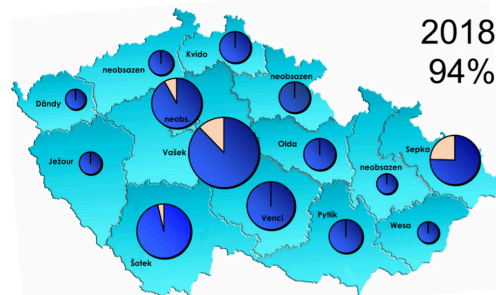 2018
94%
Kvido
neobsazen
neobsazen
Dändy
neobs.
Vašek
Olda
Sepka
Ježour
neobsazen
Venci
Pytlík
Wesa
Šotek